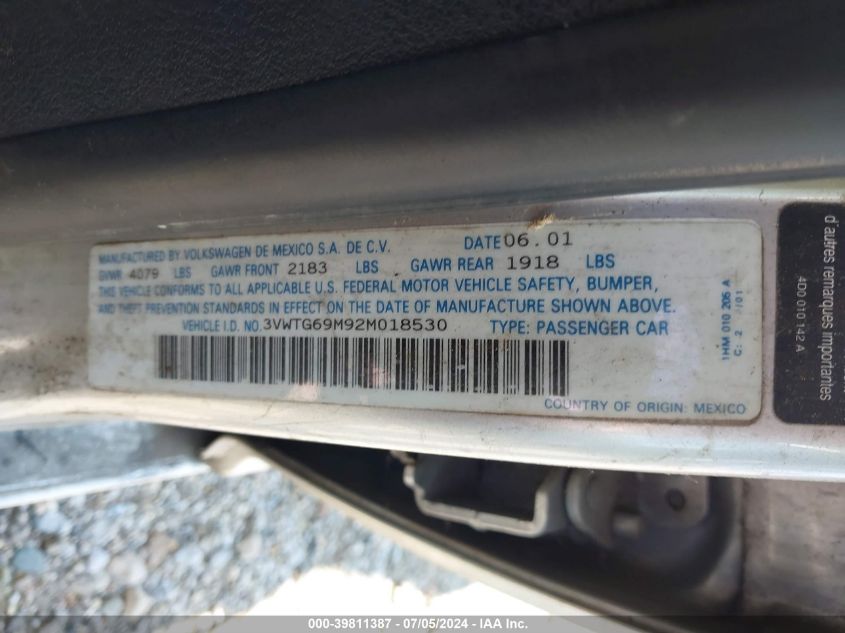 MANUFACTURED BY VOLKSWAGEN DE MEXICO S.A. DE C.V. DATE 06.01
GVWR 4079 LBS GAWR FRONT 2183 LBS GAWR REAR 1918 LBS
THIS VEHICLE CONFORMS TO ALL APPLICABLE U.S. FEDERAL MOTOR VEHICLE SAFETY, BUMPER,
AND THEFT PREVENTION STANDARDS IN EFFECT ON THE DATE OF MANUFACTURE SHOWN ABOVE.
VEHICLE I.D. NO. 3VWTG69M92M018530 TYPE: PASSENGER CAR
COUNTRY OF ORIGIN: MEXICO
1HM 010 205 A
C: 2 /01
d'autres remarques importantes
4D0 010 142 A
000-39811387 - 07/05/2024 - IAA Inc.